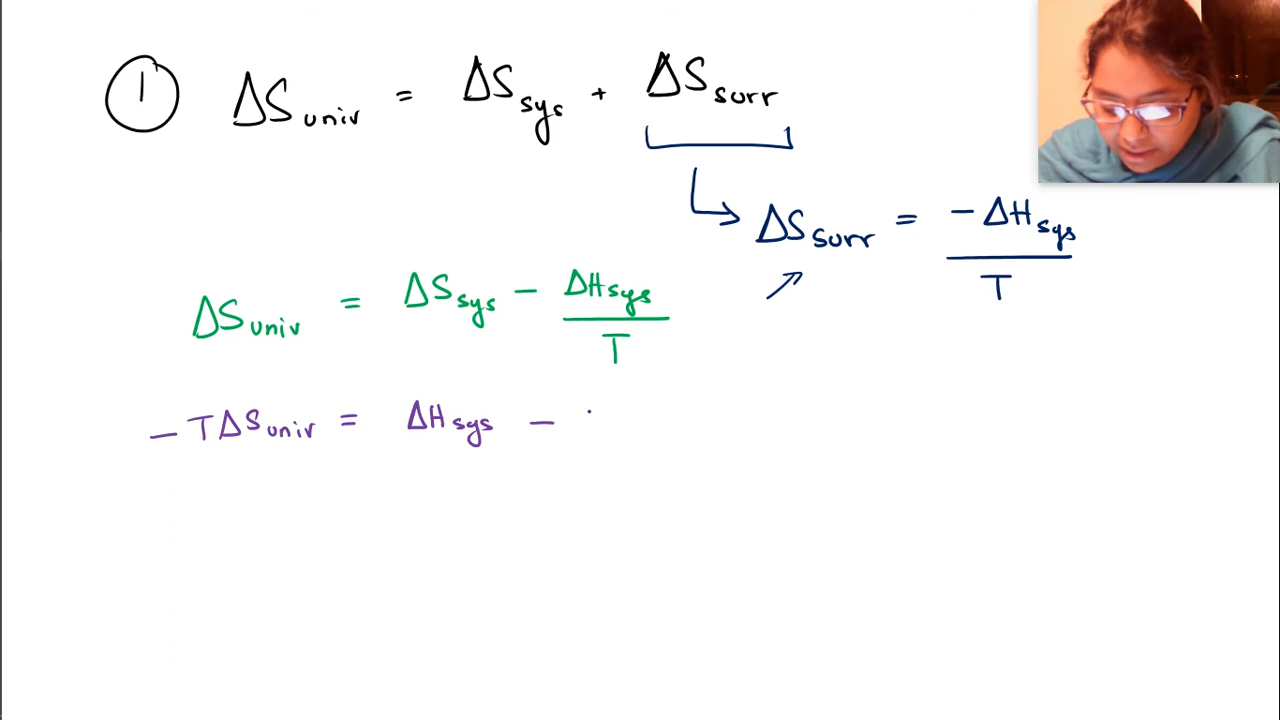 1 ΔS univ = ΔS sys + ΔS surr
ΔS surr = -ΔH sys / T
ΔS univ = ΔS sys - ΔH sys / T
- TΔS univ = ΔH sys -